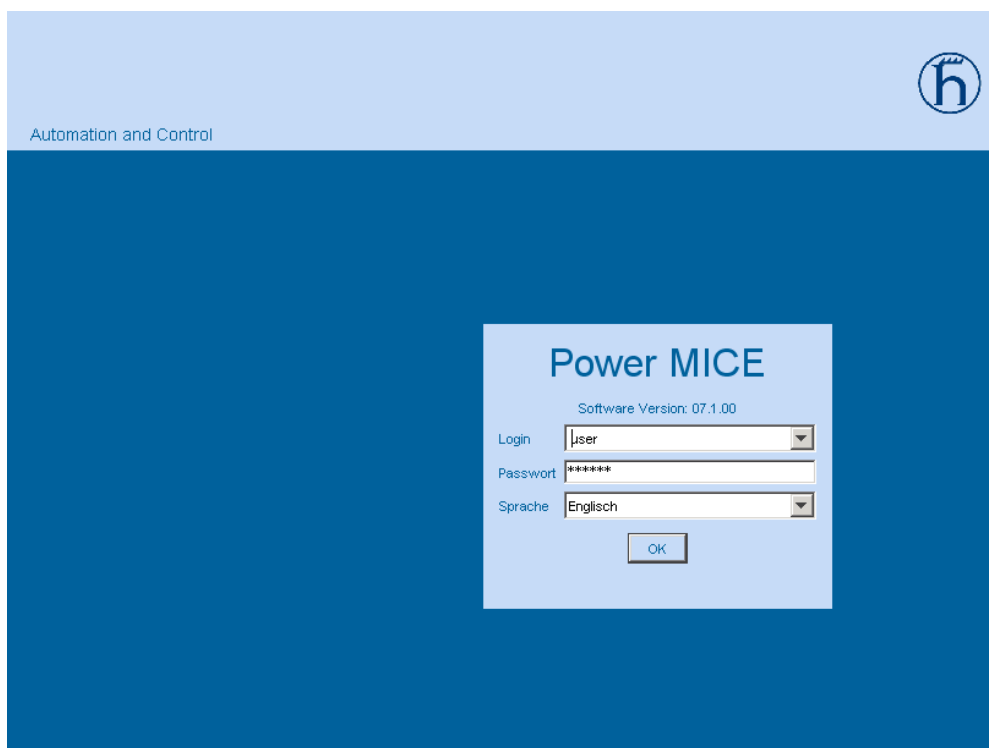 Automation and Control
Power MICE
Software Version: 07.1.00
Login user
Passwort ******
Sprache Englisch
OK